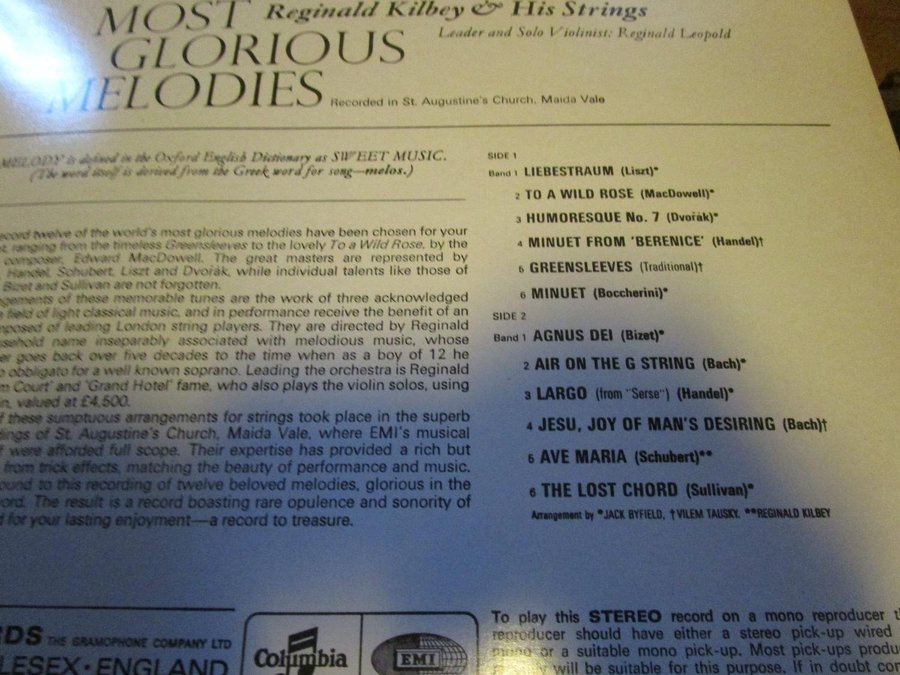 MOST
GLORIOUS
MELODIES
Reginald Kilbey & His Strings
Leader and Solo Violinist: Reginald Leopold
Recorded in St. Augustine's Church, Maida Vale
MELODY is defined in the Oxford English Dictionary as SWEET MUSIC.
(The word itself is derived from the Greek word for song—melos.)
ecord twelve of the world's most glorious melodies have been chosen for your
t, ranging from the timeless Greensleeves to the lovely To a Wild Rose, by the
composer, Edward MacDowell. The great masters are represented by
Handel, Schubert, Liszt and Dvořák, while individual talents like those of
Bizet and Sullivan are not forgotten.
ngements of these memorable tunes are the work of three acknowledged
e field of light classical music, and in performance receive the benefit of an
mposed of leading London string players. They are directed by Reginald
usehold name inseparably associated with melodious music, whose
er goes back over five decades to the time when as a boy of 12 he
o obbligato for a well known soprano. Leading the orchestra is Reginald
m Court' and 'Grand Hotel' fame, who also plays the violin solos, using
in, valued at £4,500.
f these sumptuous arrangements for strings took place in the superb
dings of St. Augustine's Church, Maida Vale, where EMI's musical
f were afforded full scope. Their expertise has provided a rich but
from trick effects, matching the beauty of performance and music.
ound to this recording of twelve beloved melodies, glorious in the
ord. The result is a record boasting rare opulence and sonority of
d for your lasting enjoyment—a record to treasure.
SIDE 1
Band 1 LIEBESTRAUM (Liszt)*
2 TO A WILD ROSE (MacDowell)*
3 HUMORESQUE No. 7 (Dvořák)*
4 MINUET FROM 'BERENICE' (Handel)†
5 GREENSLEEVES (Traditional)†
6 MINUET (Boccherini)*
SIDE 2
Band 1 AGNUS DEI (Bizet)*
2 AIR ON THE G STRING (Bach)*
3 LARGO (from "Serse") (Handel)*
4 JESU, JOY OF MAN'S DESIRING (Bach)†
5 AVE MARIA (Schubert)**
6 THE LOST CHORD (Sullivan)*
Arrangement by *JACK BYFIELD, †VILEM TAUSKY. **REGINALD KILBEY
RDS THE GRAMOPHONE COMPANY LTD
LESEX • ENGLAND
Columbia
EMI
To play this STEREO record on a mono reproducer t
reproducer should have either a stereo pick-up wired
mono or a suitable mono pick-up. Most pick-ups produ
will be suitable for this purpose. If in doubt con